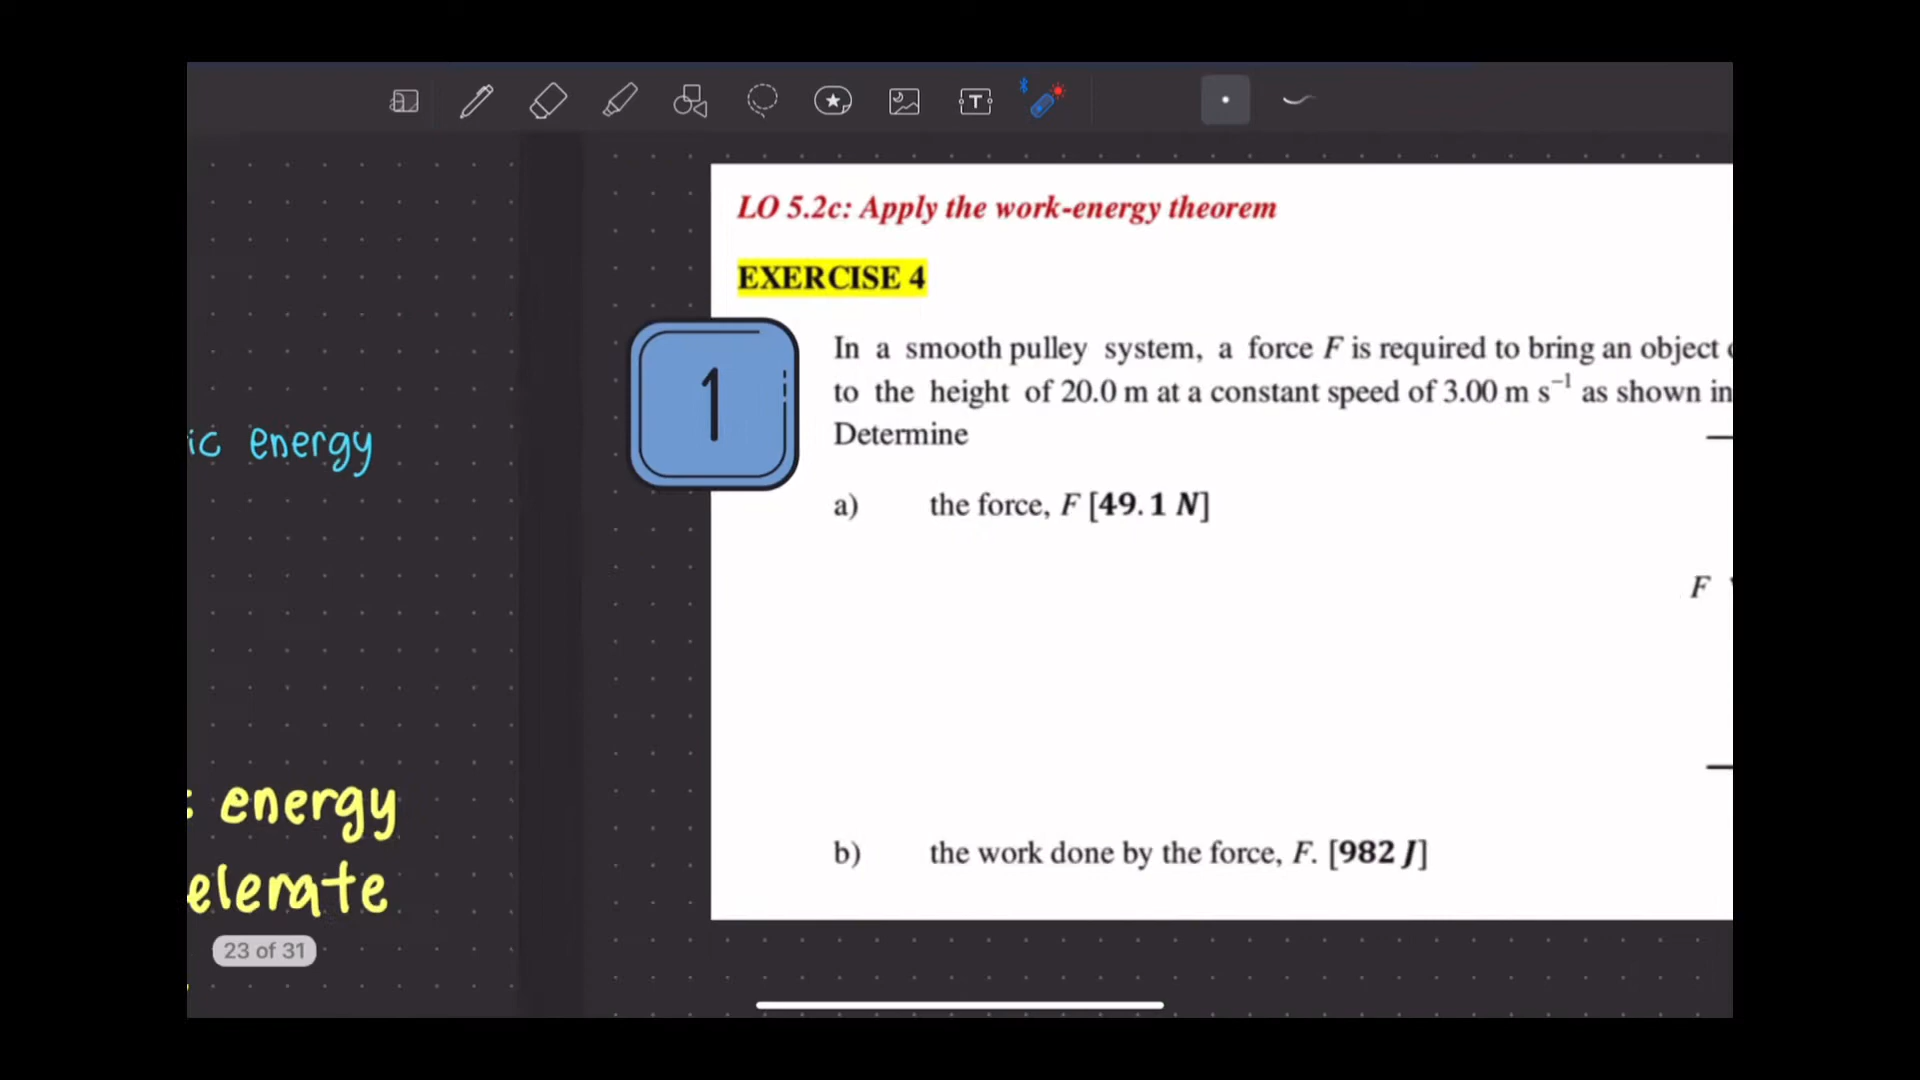 LO 5.2c: Apply the work-energy theorem
EXERCISE 4
1
In a smooth pulley system, a force F is required to bring an object
to the height of 20.0 m at a constant speed of 3.00 m s⁻¹ as shown in
Determine
ic energy
a) the force, F [49.1 N]
F
energy
b) the work done by the force, F. [982 J]
elerate
23 of 31